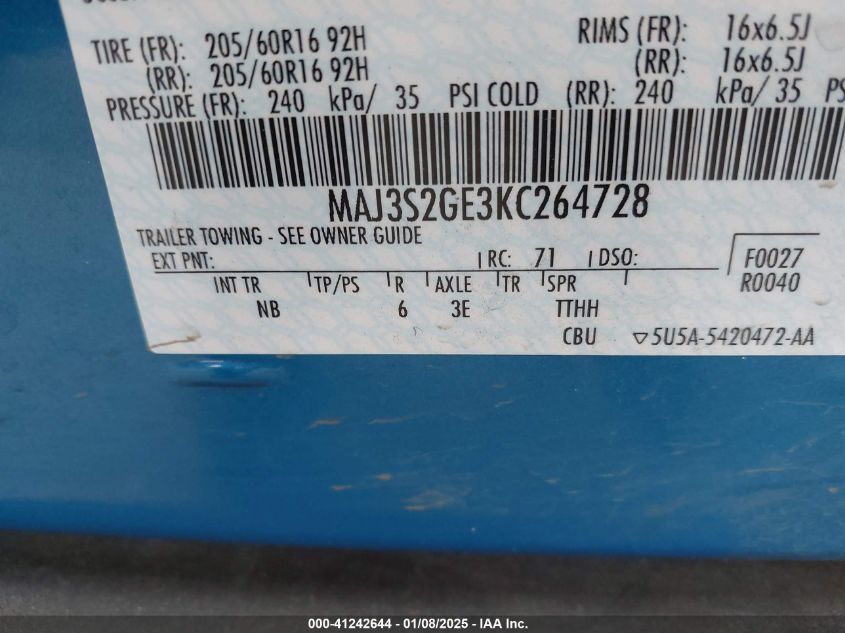 TIRE (FR): 205/60R16 92H RIMS (FR): 16x6.5J
(RR): 205/60R16 92H (RR): 16x6.5J
PRESSURE (FR): 240 kPa/ 35 PSI COLD (RR): 240 kPa/ 35 PS
MAJ3S2GE3KC264728
TRAILER TOWING - SEE OWNER GUIDE
EXT PNT: RC: 71 DSO: F0027
INT TR TP/PS R AXLE TR SPR R0040
NB 6 3E TTHH
CBU ▽5U5A-5420472-AA
000-41242644 - 01/08/2025 - IAA Inc.